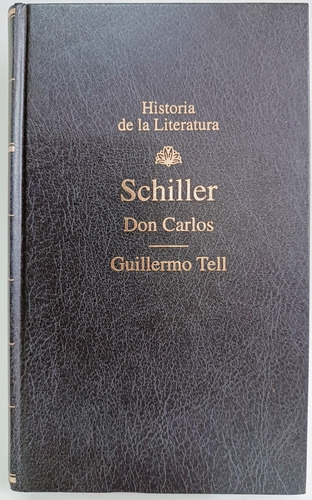 Historia
de la Literatura
Schiller
Don Carlos
Guillermo Tell